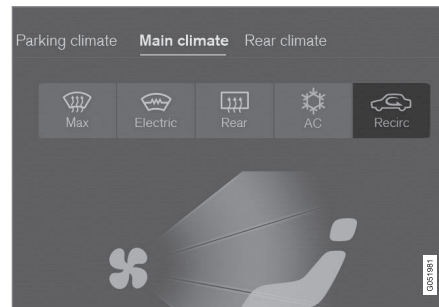 Parking climate Main climate Rear climate
Max Electric Rear AC Recirc
G051981